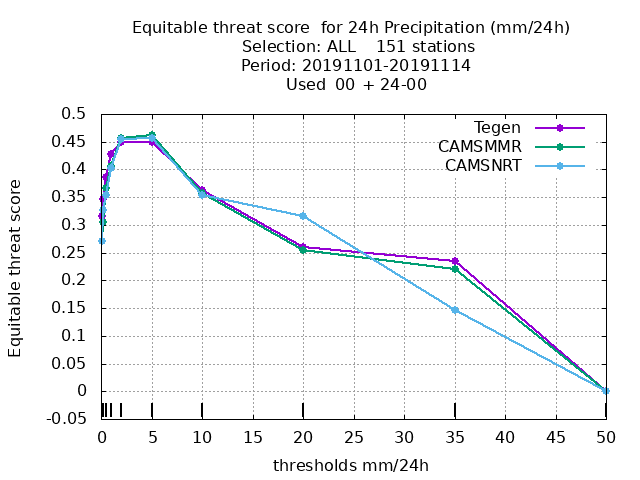 Equitable threat score  for 24h Precipitation (mm/24h)
Selection: ALL    151 stations
Period: 20191101-20191114
Used  00  + 24-00
Tegen
CAMSMMR
CAMSNRT
Equitable threat score
0.5
0.45
0.4
0.35
0.3
0.25
0.2
0.15
0.1
0.05
0
-0.05
0 5 10 15 20 25 30 35 40 45 50
thresholds mm/24h